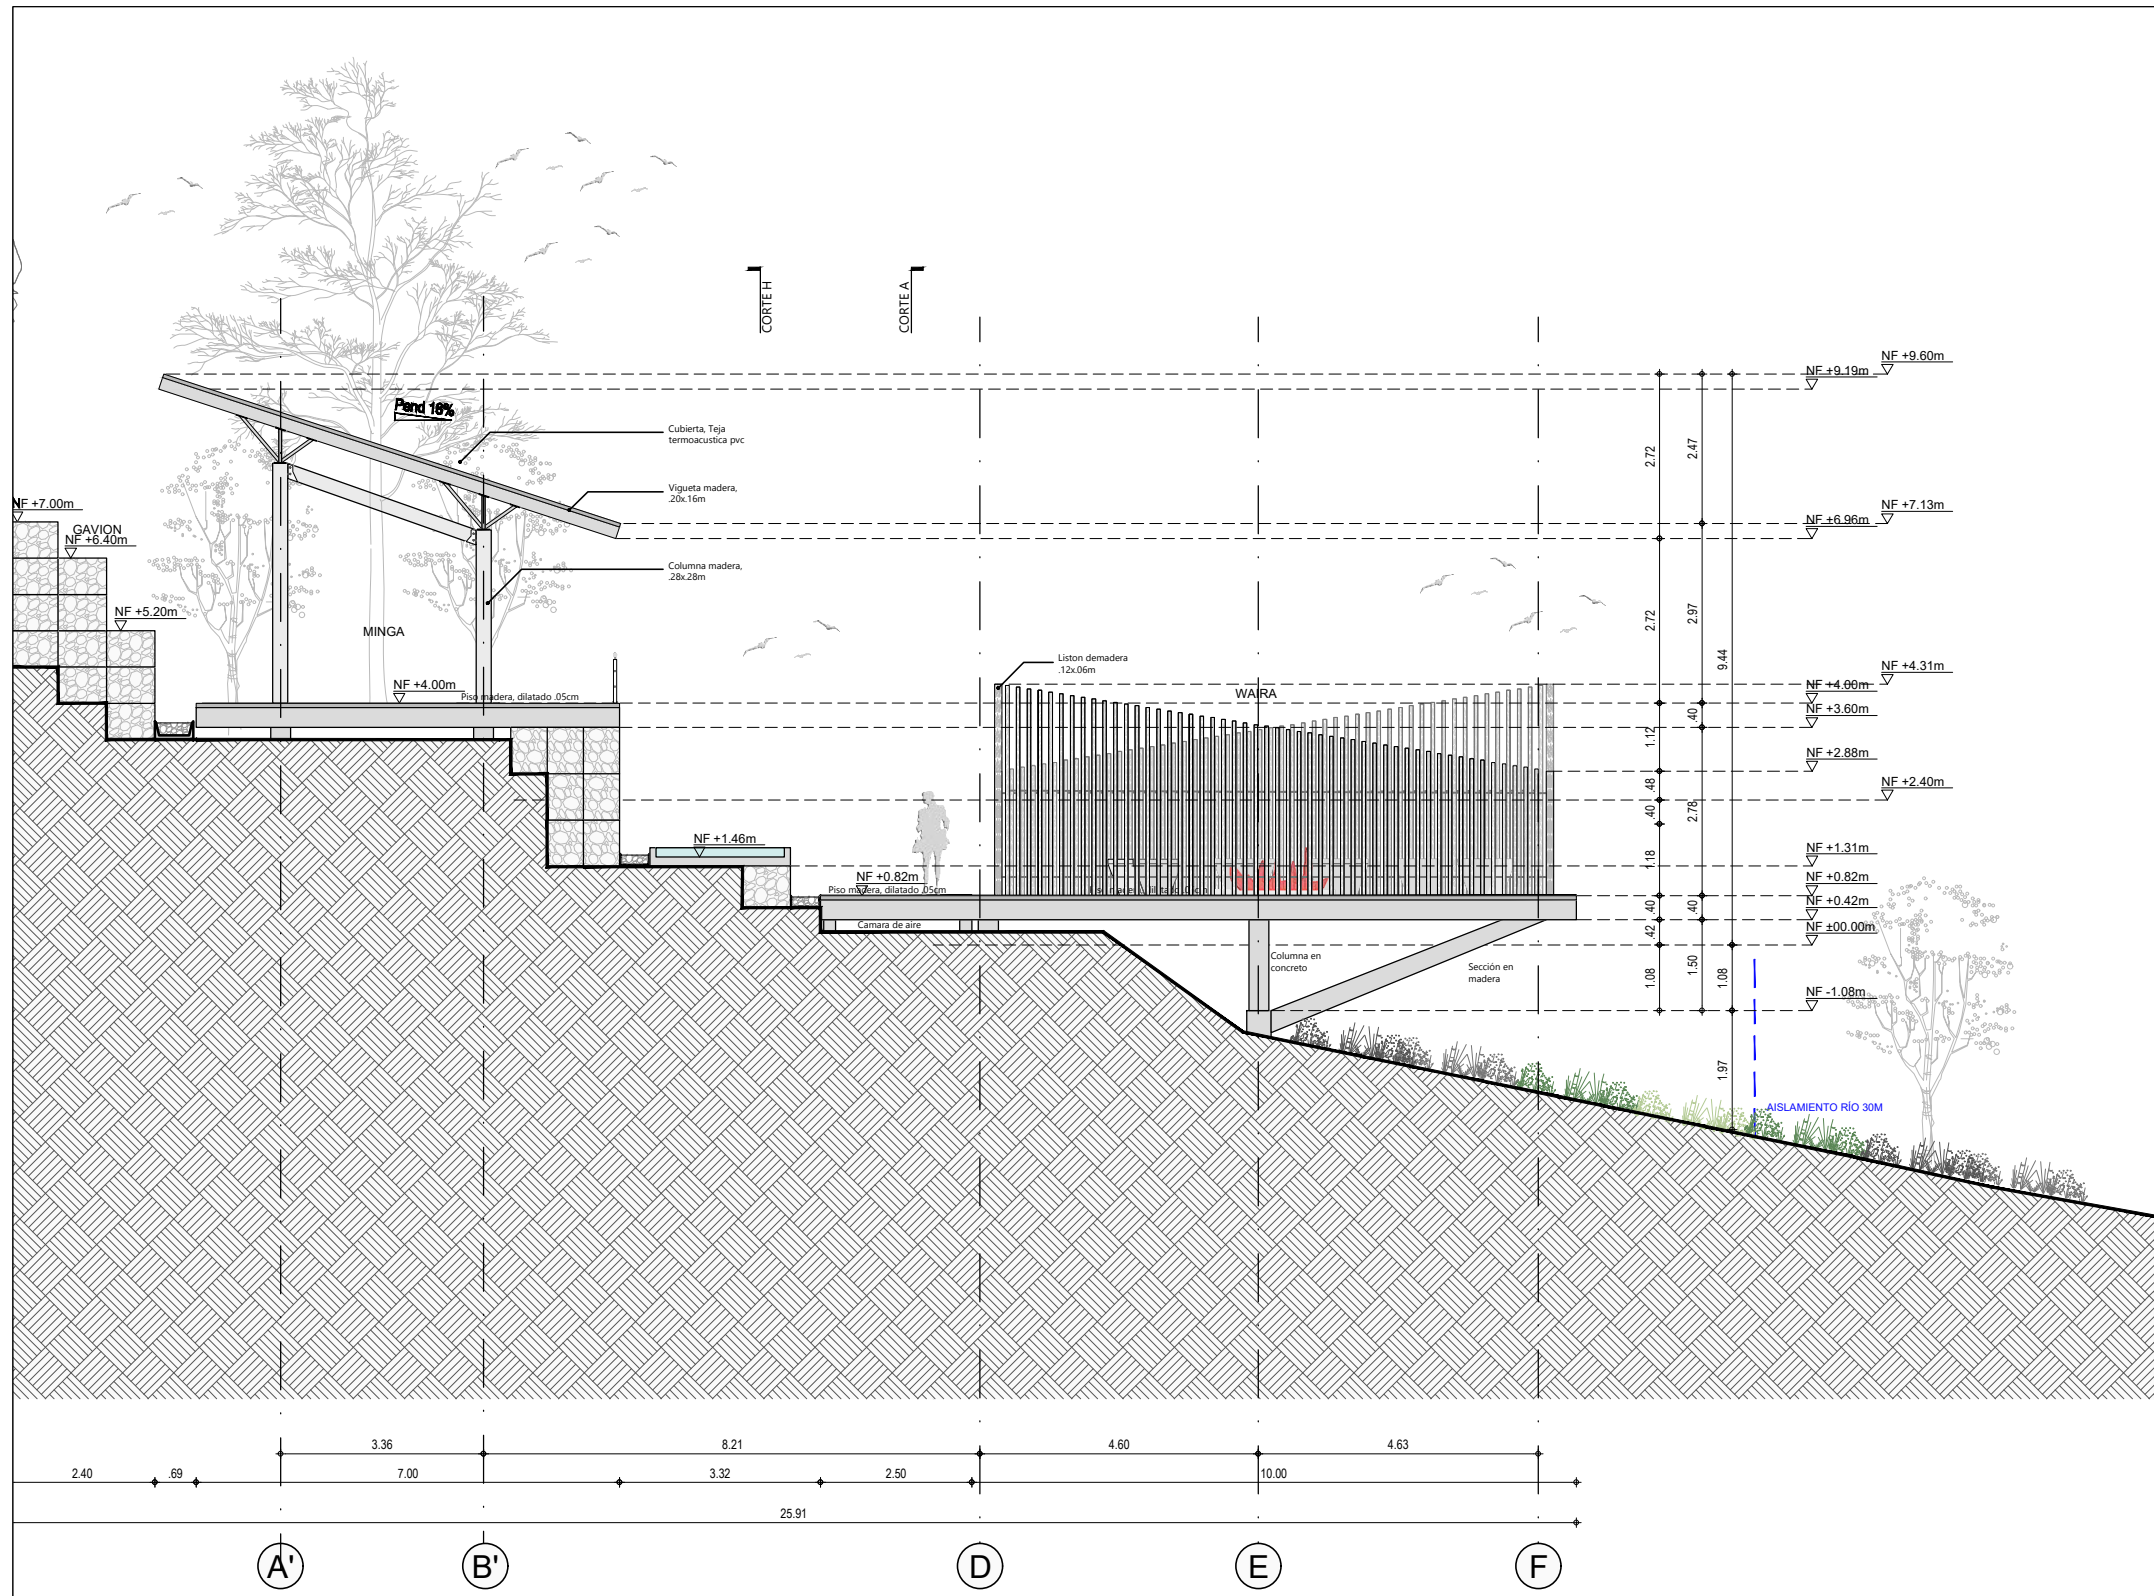 CORTE H
CORTE A
NF +9.60m
NF +9.19m
Pend 18%
Cubierta, Teja
termoacustica pvc
2.72
2.47
Vigueta madera,
.20x.16m
NF +7.00m
NF +7.13m
GAVION
NF +6.40m
NF +6.96m
Columna madera,
.28x.28m
NF +5.20m
MINGA
2.72
2.97
9.44
Liston demadera
.12x.06m
NF +4.31m
NF +4.00m
Piso madera, dilatado .05cm
WAIRA
NF +4.00m
.40
NF +3.60m
1.12
NF +2.88m
.48
NF +2.40m
.40
2.78
NF +1.46m
1.18
NF +1.31m
NF +0.82m
Piso madera, dilatado .05cm
NF +0.82m
.40
.40
NF +0.42m
Camara de aire
.42
NF ±00.00m
Columna en
concreto
Sección en
madera
1.08
1.50
1.08
NF -1.08m
1.97
AISLAMIENTO RÍO 30M
3.36
8.21
4.60
4.63
2.40
.69
7.00
3.32
2.50
10.00
25.91
A'
B'
D
E
F